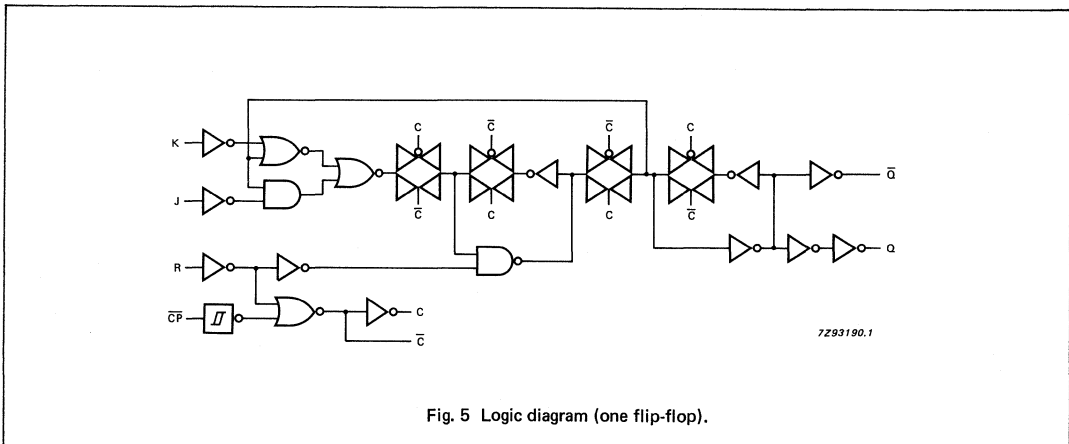 C
C̅
C̅
C
K
Q̅
J
C̅
C
C
C̅
Q
R
C̅P̅
C
C̅
7Z93190.1
Fig. 5 Logic diagram (one flip-flop).